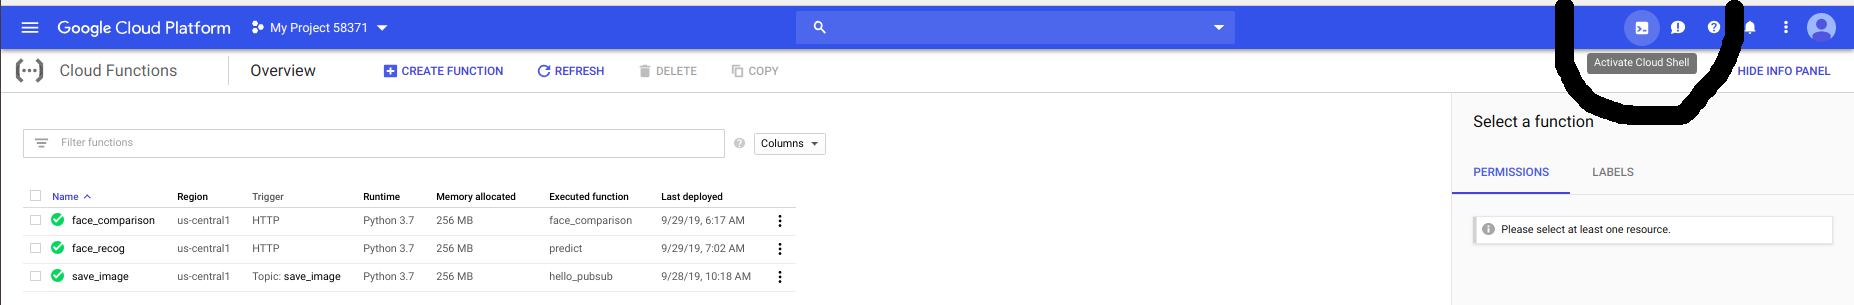 Google Cloud Platform My Project 58371
Activate Cloud Shell
Cloud Functions Overview CREATE FUNCTION REFRESH DELETE COPY HIDE INFO PANEL
Filter functions Columns
Name Region Trigger Runtime Memory allocated Executed function Last deployed
face_comparison us-central1 HTTP Python 3.7 256 MB face_comparison 9/29/19, 6:17 AM
face_recog us-central1 HTTP Python 3.7 256 MB predict 9/29/19, 7:02 AM
save_image us-central1 Topic: save_image Python 3.7 256 MB hello_pubsub 9/28/19, 10:18 AM
Select a function
PERMISSIONS LABELS
Please select at least one resource.